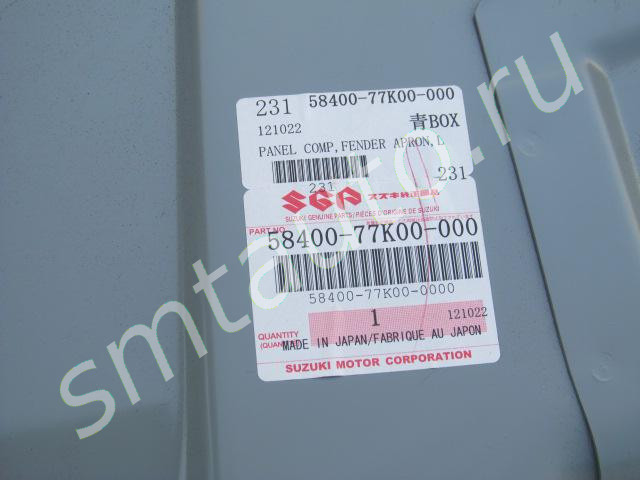 231 58400-77K00-000
121022 青BOX
PANEL COMP,FENDER APRON,L
231
231
SGP スズキ純正部品
SUZUKI GENUINE PARTS/PIÈCES D'ORIGINE DE SUZUKI
PART NO.
58400-77K00-000
58400-77K00-0000
1 121022
QUANTITY
MADE IN JAPAN/FABRIQUE AU JAPON
SUZUKI MOTOR CORPORATION
smtauto.ru